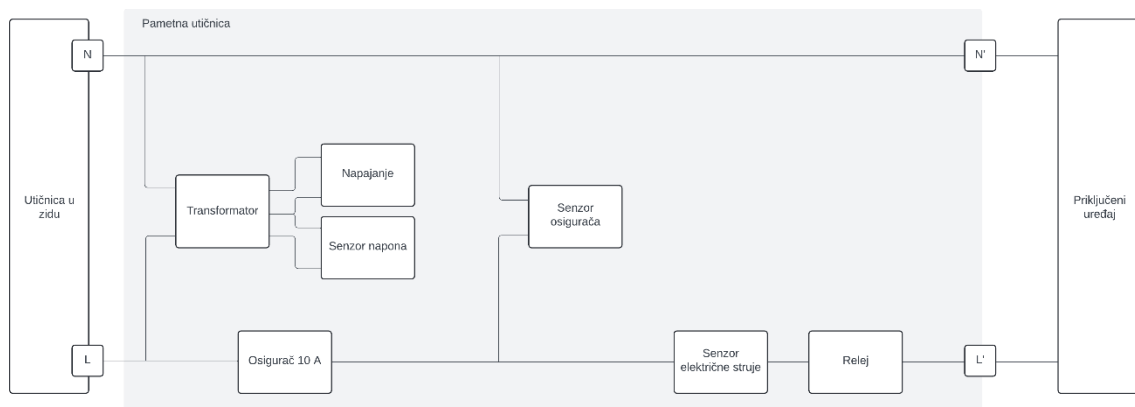 Pametna utičnica
N
N'
Napajanje
Transformator
Senzor
osigurača
Utičnica u
zidu
Priključeni
uređaj
Senzor napona
L
Osigurač 10 A
Senzor
električne struje
Relej
L'